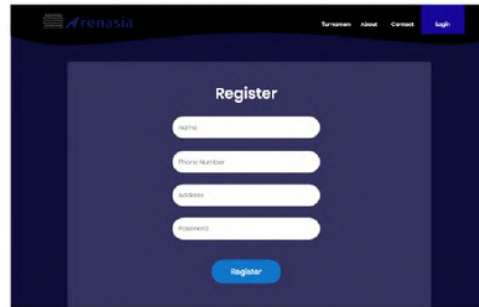 Arenasia
Turnamen About Contact Login
Register
Name
Phone Number
Address
Password
Register